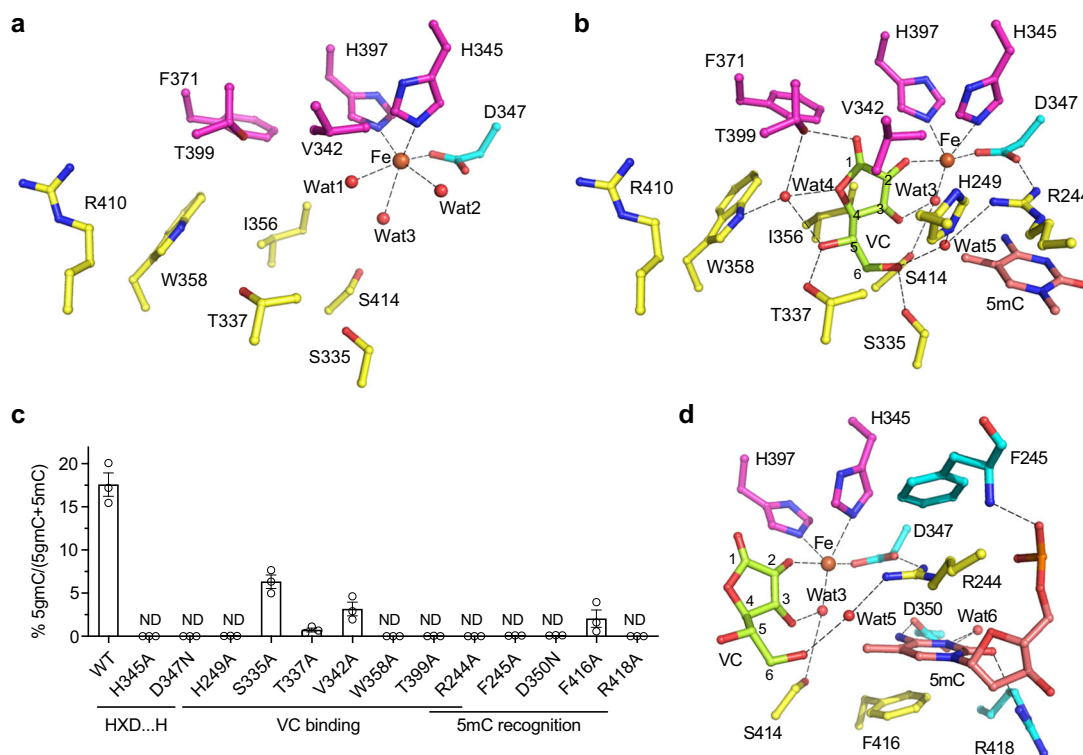 a
H397
H345
F371
D347
V342
T399
Fe
Wat1
Wat2
R410
I356
Wat3
W358
S414
T337
S335
b
H397
H345
F371
D347
V342
T399
Fe
1
2
R410
Wat4
Wat3
H249
R244
3
4
I356
VC
5
Wat5
W358
6
S414
5mC
T337
S335
c
% 5gmC/(5gmC+5mC)
20
15
10
5
0
ND ND ND ND ND ND ND ND ND
WT H345A D347N H249A S335A T337A V342A W358A T399A R244A F245A D350N F416A R418A
HXD...H VC binding 5mC recognition
d
H345
H397
F245
Fe
D347
1
2
Wat3
R244
4
3
Wat5
D350
Wat6
5
VC
6
5mC
S414
F416
R418